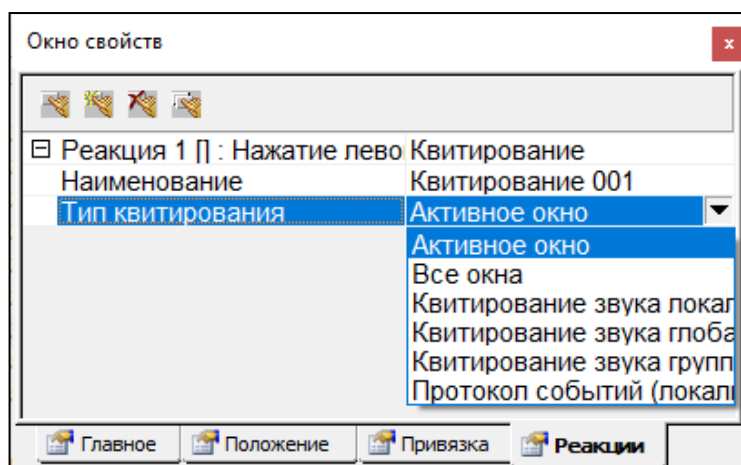 Окно свойств
Реакция 1 [] : Нажатие лево Квитирование
Наименование Квитирование 001
Тип квитирования Активное окно
Активное окно
Все окна
Квитирование звука локал
Квитирование звука глоба
Квитирование звука групп
Протокол событий (локаль
Главное Положение Привязка Реакции